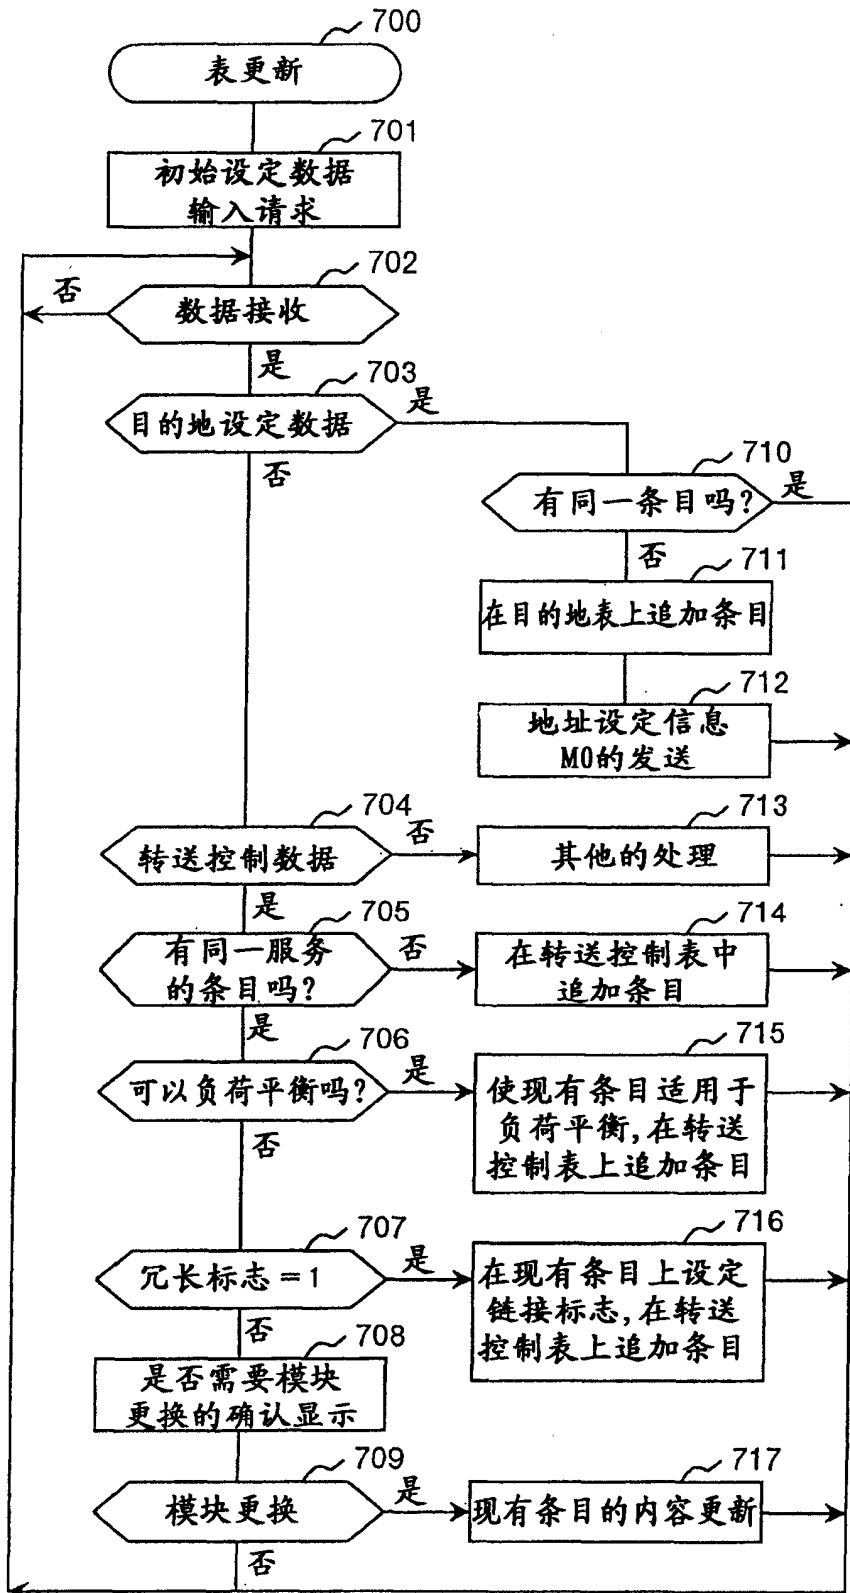 700
表更新
701
初始设定数据
输入请求
702
否
数据接收
是
703
目的地设定数据
是
否
710
有同一条目吗?
是
否
711
在目的地表上追加条目
712
地址设定信息
M0的发送
704
转送控制数据
否
713
其他的处理
是
705
有同一服务
的条目吗?
否
714
在转送控制表中
追加条目
是
706
可以负荷平衡吗?
是
715
使现有条目适用于
负荷平衡,在转送
控制表上追加条目
否
707
冗长标志=1
是
716
在现有条目上设定
链接标志,在转送
控制表上追加条目
否
708
是否需要模块
更换的确认显示
709
模块更换
是
717
现有条目的内容更新
否